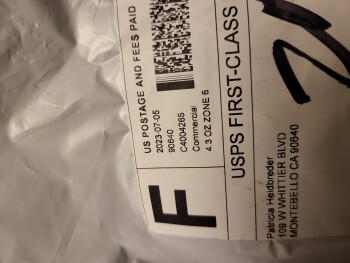 US POSTAGE AND FEES PAID
2023-07-05
90640
C4004265
Commercial
4.3 OZ ZONE 6
F
USPS FIRST-CLASS
Patricia Heidbreder
109 W WHITTIER BLVD
MONTEBELLO CA 90640